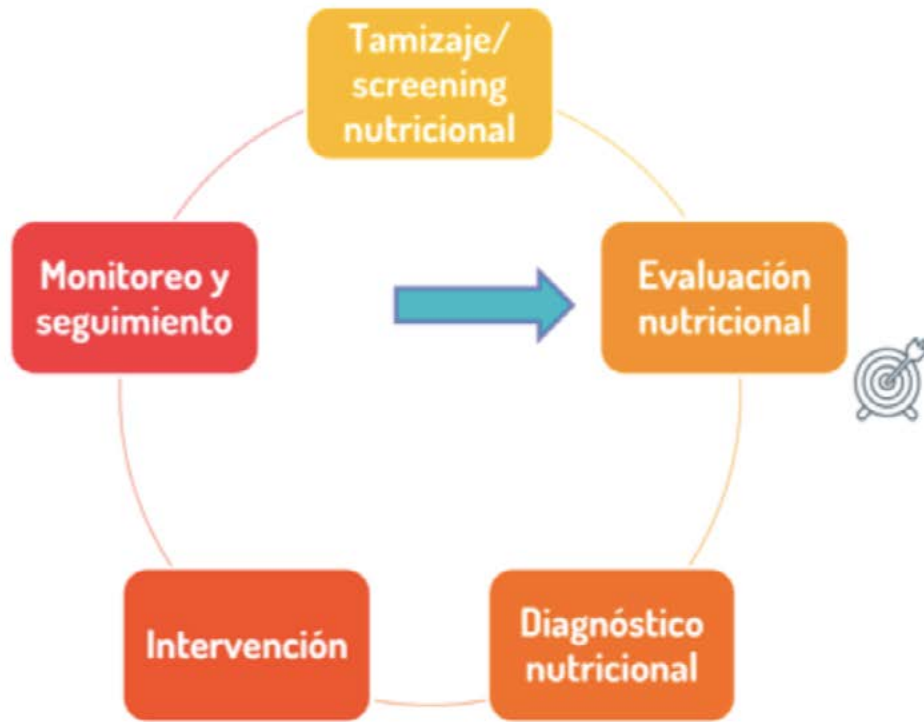 Tamizaje/
screening
nutricional
Evaluación
nutricional
Diagnóstico
nutricional
Intervención
Monitoreo y
seguimiento